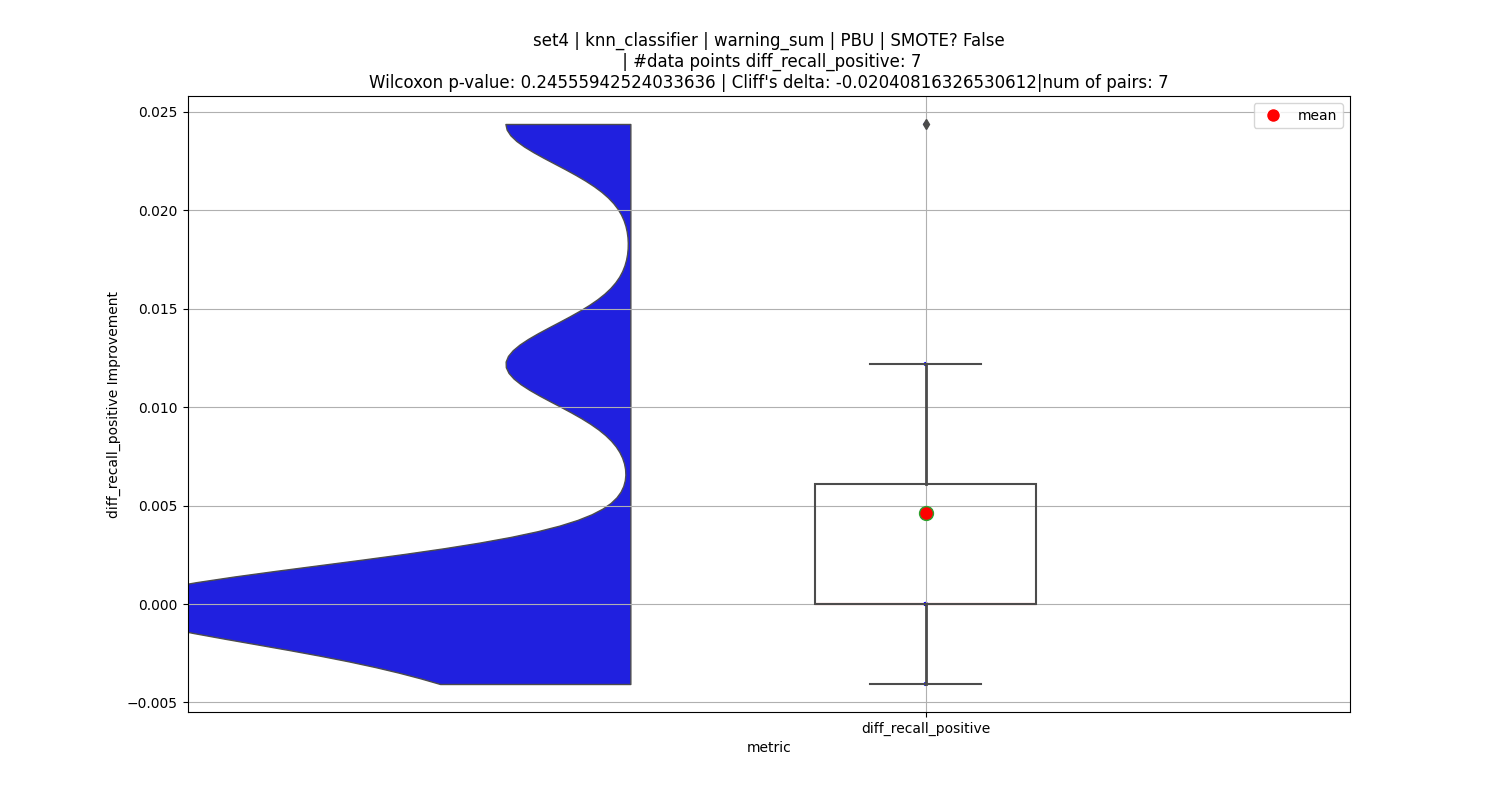 set4 | knn_classifier | warning_sum | PBU | SMOTE? False
| #data points diff_recall_positive: 7
Wilcoxon p-value: 0.24555942524033636 | Cliff's delta: -0.02040816326530612|num of pairs: 7
mean
0.025
0.020
0.015
0.010
0.005
0.000
−0.005
diff_recall_positive Improvement
diff_recall_positive
metric